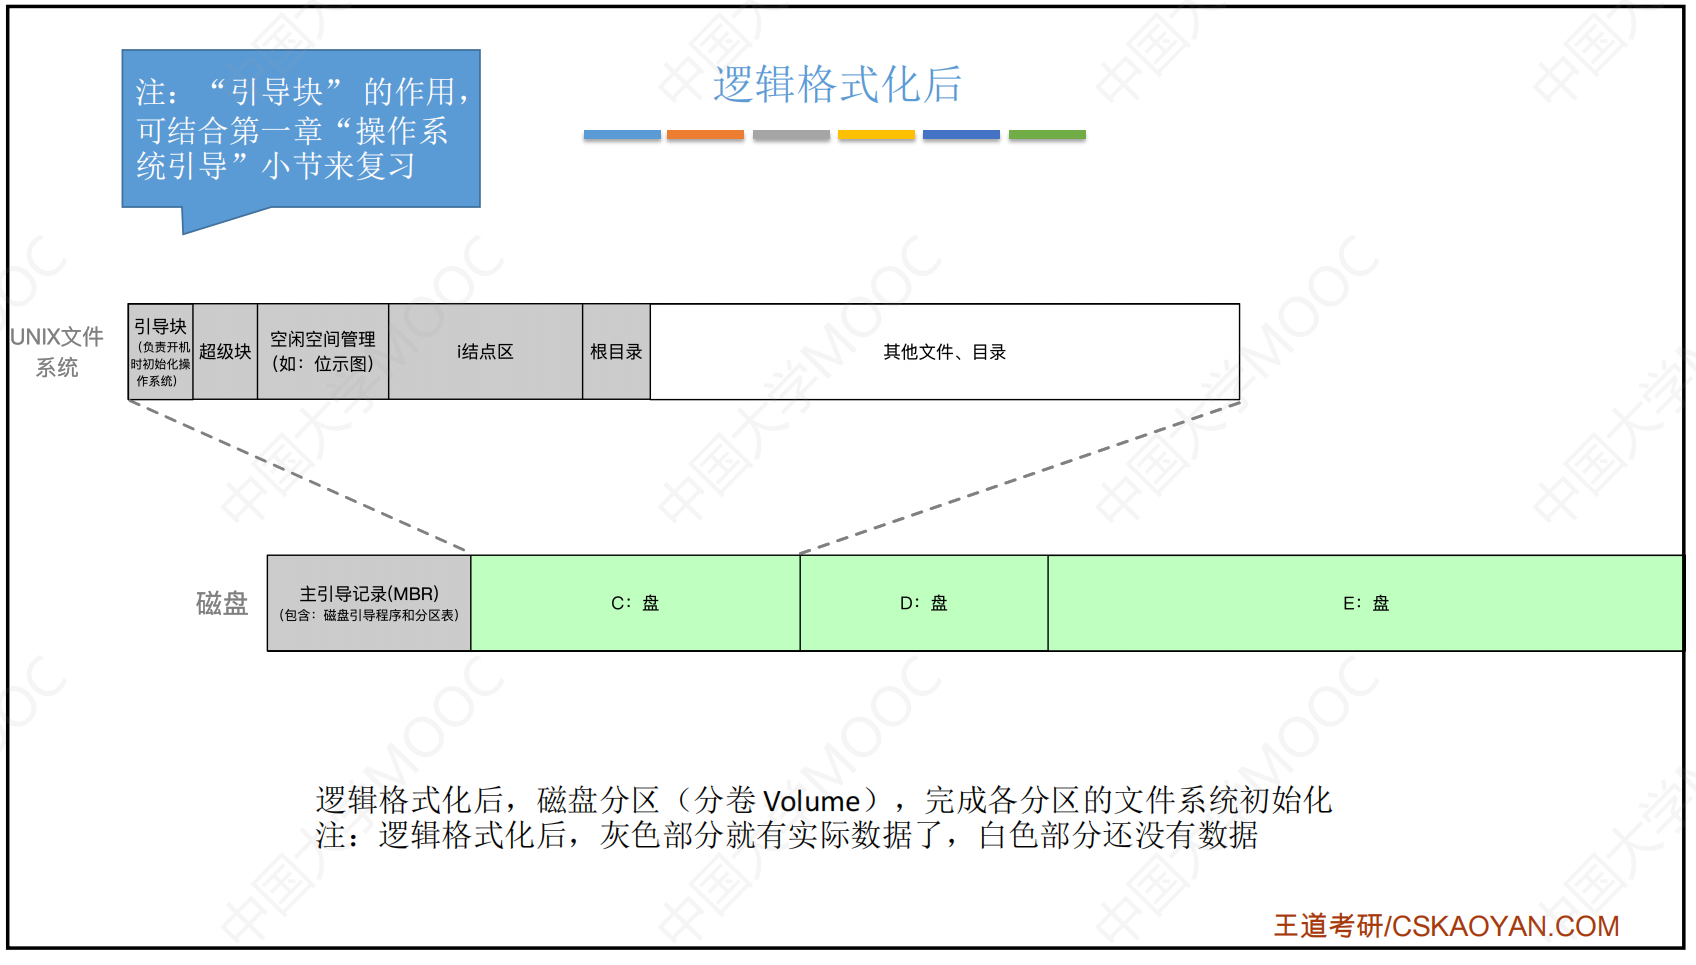 注：“引导块” 的作用，
可结合第一章“操作系
统引导”小节来复习
逻辑格式化后
UNIX文件
系统
引导块
（负责开机
时初始化操
作系统）
超级块
空闲空间管理
（如：位示图）
i结点区
根目录
其他文件、目录
磁盘
主引导记录(MBR)
（包含：磁盘引导程序和分区表）
C：盘
D：盘
E：盘
逻辑格式化后，磁盘分区（分卷 Volume），完成各分区的文件系统初始化
注：逻辑格式化后，灰色部分就有实际数据了，白色部分还没有数据
王道考研/CSKAOYAN.COM
中国大学MOOC